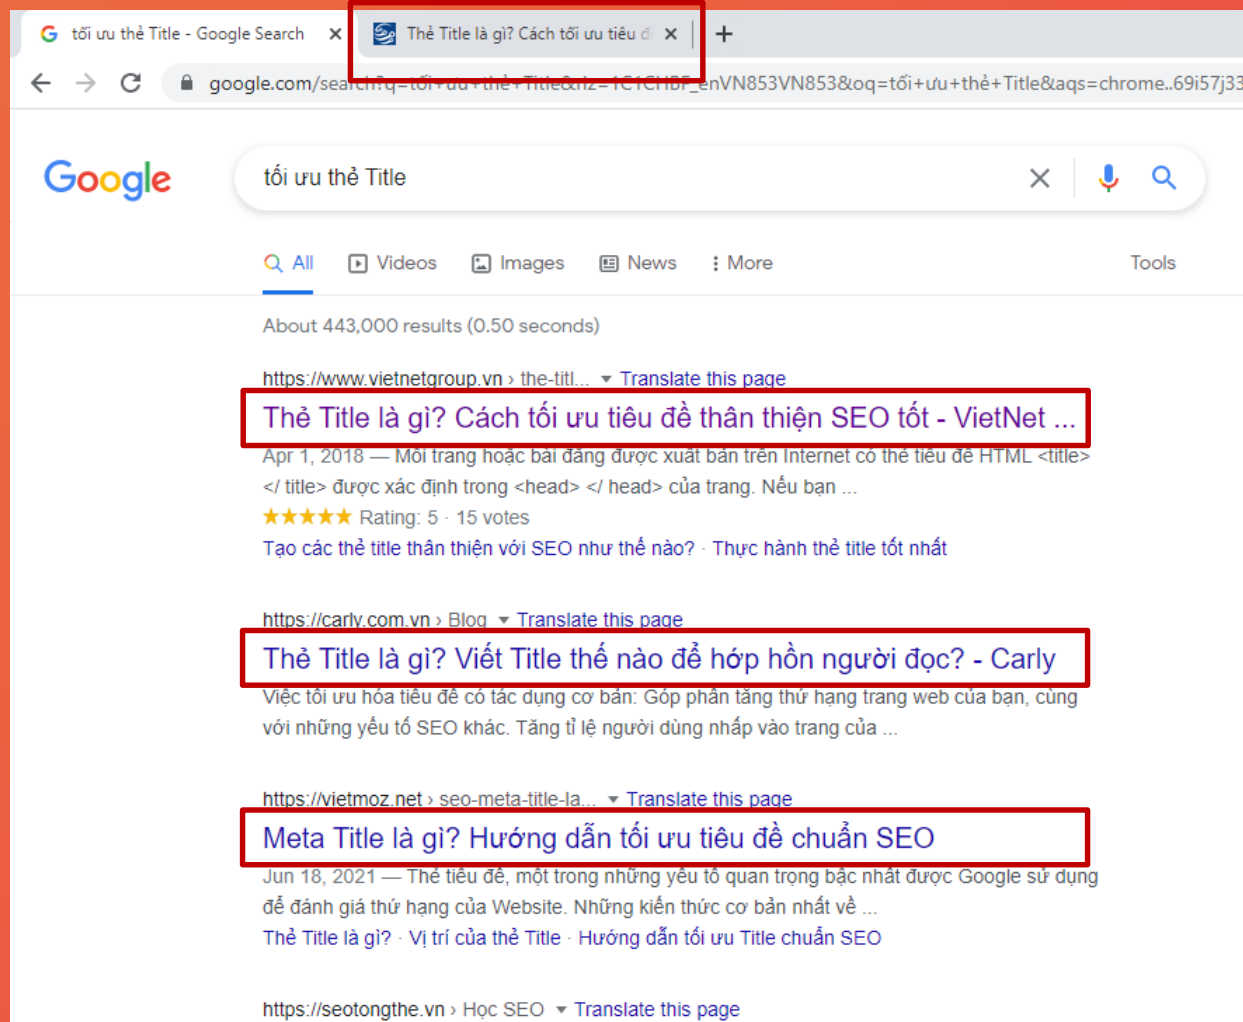 tối ưu thẻ Title - Google Search
Thẻ Title là gì? Cách tối ưu tiêu đ
google.com/search?q=tối+ưu+thẻ+Title&rlz=1C1CHBF_enVN853VN853&oq=tối+ưu+thẻ+Title&aqs=chrome..69i57j33
Google
tối ưu thẻ Title
All Videos Images News More Tools
About 443,000 results (0.50 seconds)
https://www.vietnetgroup.vn › the-titl... Translate this page
Thẻ Title là gì? Cách tối ưu tiêu đề thân thiện SEO tốt - VietNet ...
Apr 1, 2018 — Mỗi trang hoặc bài đăng được xuất bản trên Internet có thẻ tiêu đề HTML <title>
</ title> được xác định trong <head> </ head> của trang. Nếu bạn ...
Rating: 5 · 15 votes
Tạo các thẻ title thân thiện với SEO như thế nào? · Thực hành thẻ title tốt nhất
https://carly.com.vn › Blog Translate this page
Thẻ Title là gì? Viết Title thế nào để hớp hồn người đọc? - Carly
Việc tối ưu hóa tiêu đề có tác dụng cơ bản: Góp phần tăng thứ hạng trang web của bạn, cùng
với những yếu tố SEO khác. Tăng tỉ lệ người dùng nhấp vào trang của ...
https://vietmoz.net › seo-meta-title-la... Translate this page
Meta Title là gì? Hướng dẫn tối ưu tiêu đề chuẩn SEO
Jun 18, 2021 — Thẻ tiêu đề, một trong những yếu tố quan trọng bậc nhất được Google sử dụng
để đánh giá thứ hạng của Website. Những kiến thức cơ bản nhất về ...
Thẻ Title là gì? · Vị trí của thẻ Title · Hướng dẫn tối ưu Title chuẩn SEO
https://seotongthe.vn › Học SEO Translate this page